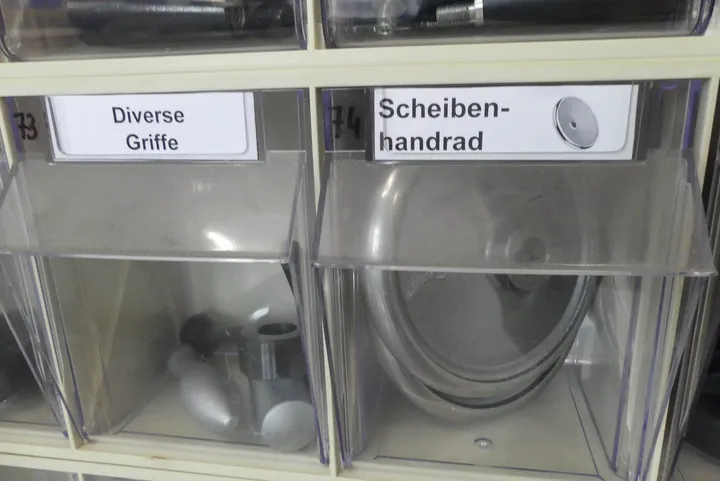 73
Diverse
Griffe
74
Scheiben-
handrad